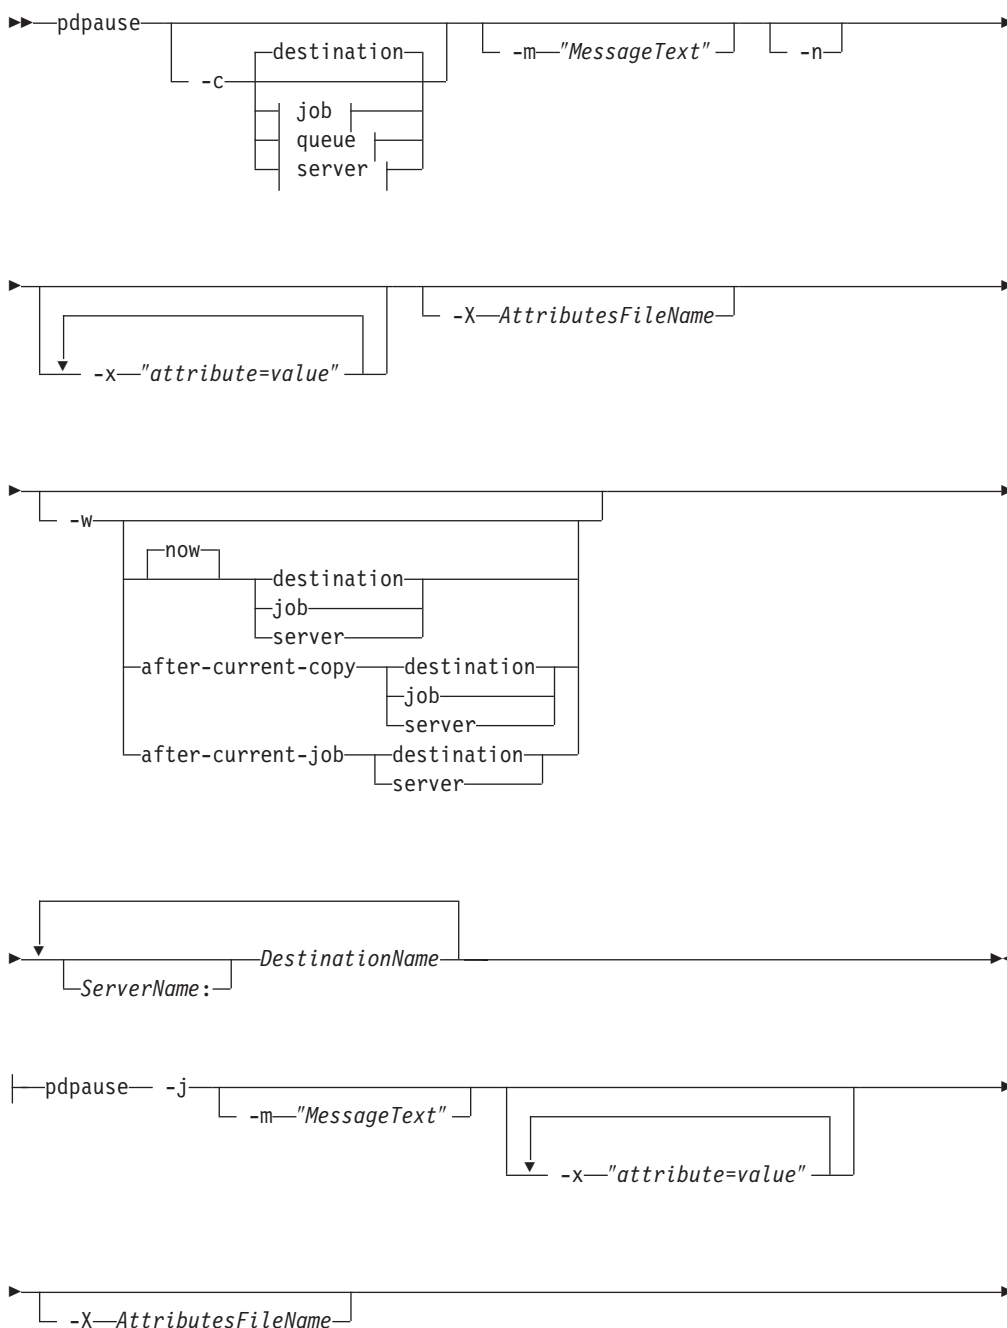 pdpause
destination
-c
job
queue
server
-m "MessageText"
-n
-x "attribute=value"
-X AttributesFileName
-w
now
destination
job
server
after-current-copy destination
job
server
after-current-job destination
server
ServerName: DestinationName
pdpause -j
-m "MessageText"
-x "attribute=value"
-X AttributesFileName